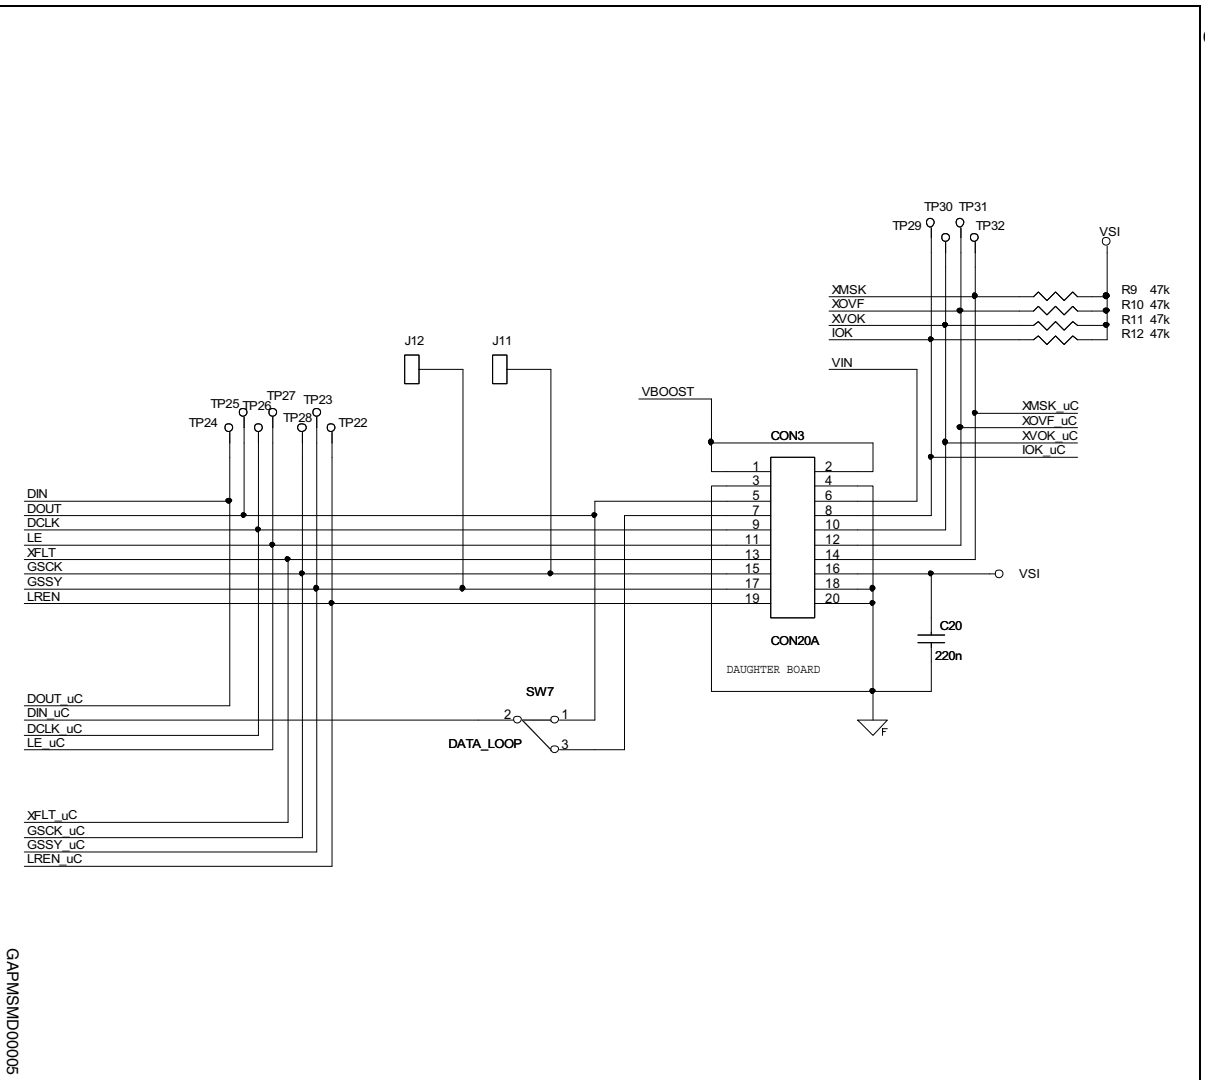 TP30 TP31
TP29
TP32
VSI
XMSK
R9 47k
XOVF
R10 47k
XVOK
R11 47k
IOK
R12 47k
J12
J11
VIN
VBOOST
TP27
TP25
TP26
TP23
TP24
TP28
TP22
XMSK_uC
XOVF_uC
XVOK_uC
IOK_uC
CON3
1 2
3 4
5 6
7 8
9 10
11 12
13 14
15 16
17 18
19 20
DIN
DOUT
DCLK
LE
XFLT
GSCK
GSSY
LREN
VSI
C20
220n
CON20A
DAUGHTER BOARD
DOUT_uC
DIN_uC
DCLK_uC
LE_uC
SW7
2 1
3
DATA_LOOP
F
XFLT_uC
GSCK_uC
GSSY_uC
LREN_uC
GAPMSMD00005